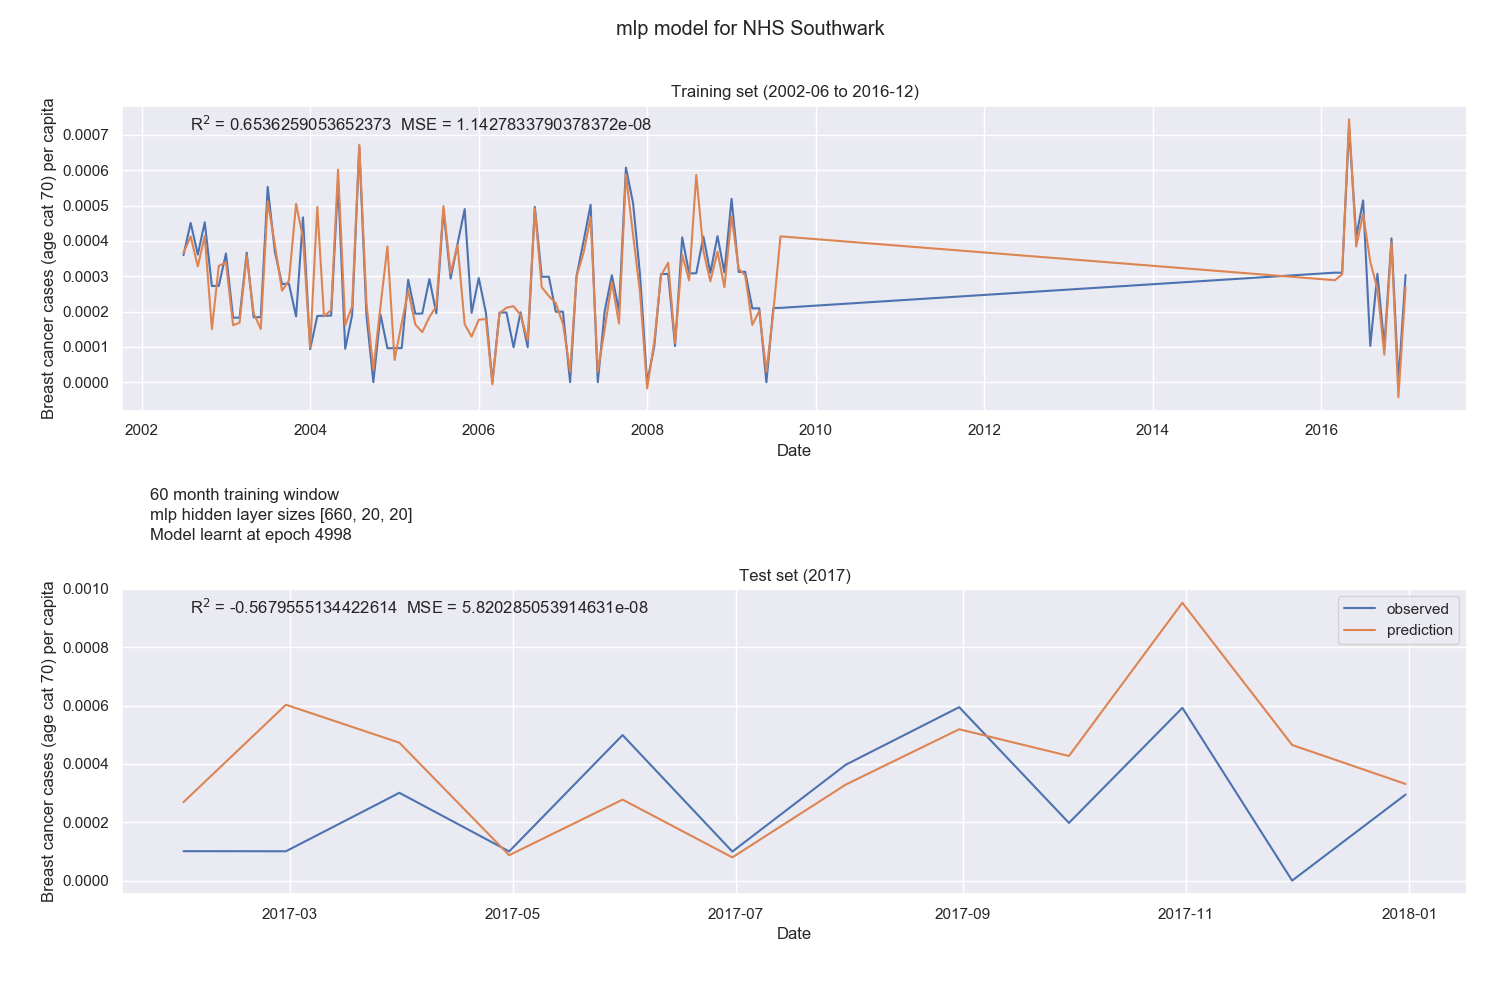 mlp model for NHS Southwark
Training set (2002-06 to 2016-12)
R² = 0.6536259053652373 MSE = 1.1427833790378372e-08
Breast cancer cases (age cat 70) per capita
0.0007
0.0006
0.0005
0.0004
0.0003
0.0002
0.0001
0.0000
2002 2004 2006 2008 2010 2012 2014 2016
Date
60 month training window
mlp hidden layer sizes [660, 20, 20]
Model learnt at epoch 4998
Test set (2017)
R² = -0.5679555134422614 MSE = 5.820285053914631e-08
observed
prediction
Breast cancer cases (age cat 70) per capita
0.0010
0.0008
0.0006
0.0004
0.0002
0.0000
2017-03 2017-05 2017-07 2017-09 2017-11 2018-01
Date